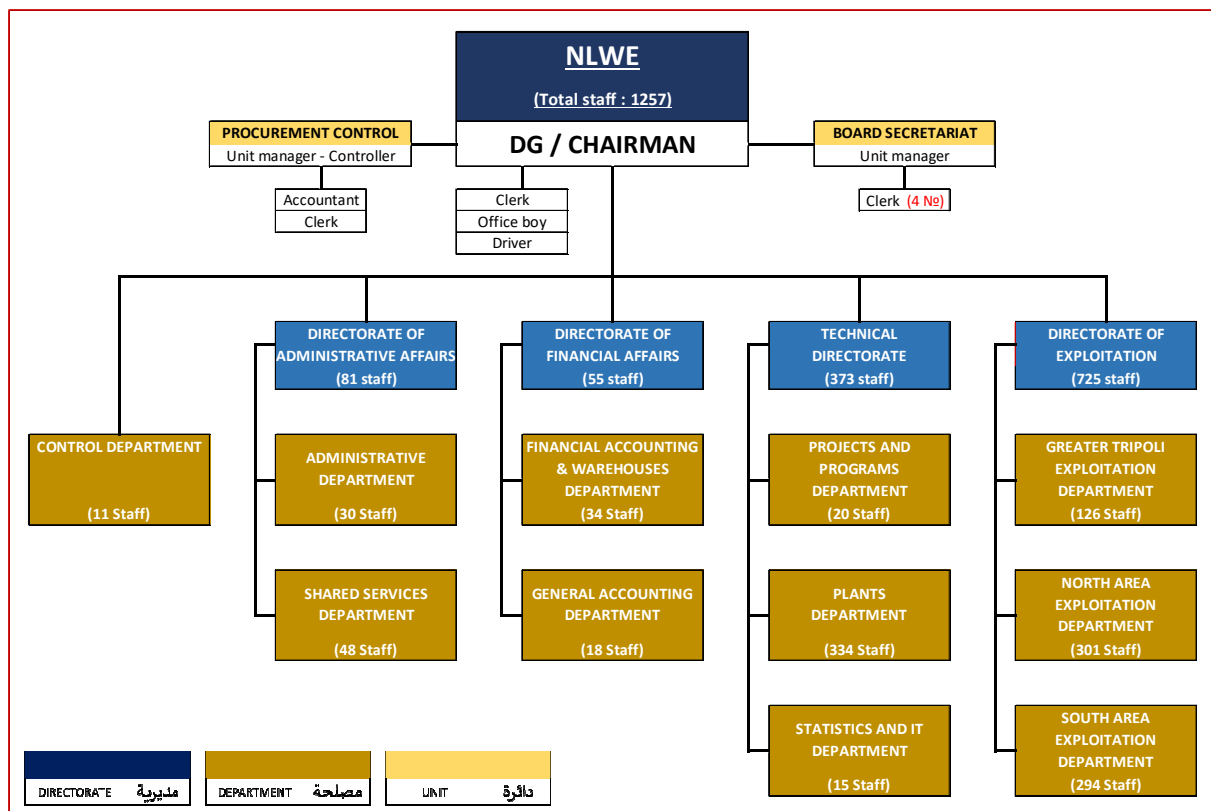 NLWE
(Total staff : 1257)
DG / CHAIRMAN
PROCUREMENT CONTROL
Unit manager - Controller
Accountant
Clerk
Clerk
Office boy
Driver
BOARD SECRETARIAT
Unit manager
Clerk (4 №)
CONTROL DEPARTMENT
(11 Staff)
DIRECTORATE OF
ADMINISTRATIVE AFFAIRS
(81 staff)
ADMINISTRATIVE
DEPARTMENT
(30 Staff)
SHARED SERVICES
DEPARTMENT
(48 Staff)
DIRECTORATE OF
FINANCIAL AFFAIRS
(55 staff)
FINANCIAL ACCOUNTING
& WAREHOUSES
DEPARTMENT
(34 Staff)
GENERAL ACCOUNTING
DEPARTMENT
(18 Staff)
TECHNICAL
DIRECTORATE
(373 staff)
PROJECTS AND
PROGRAMS
DEPARTMENT
(20 Staff)
PLANTS
DEPARTMENT
(334 Staff)
STATISTICS AND IT
DEPARTMENT
(15 Staff)
DIRECTORATE OF
EXPLOITATION
(725 staff)
GREATER TRIPOLI
EXPLOITATION
DEPARTMENT
(126 Staff)
NORTH AREA
EXPLOITATION
DEPARTMENT
(301 Staff)
SOUTH AREA
EXPLOITATION
DEPARTMENT
(294 Staff)
DIRECTORATE مديرية
DEPARTMENT مصلحة
UNIT دائرة